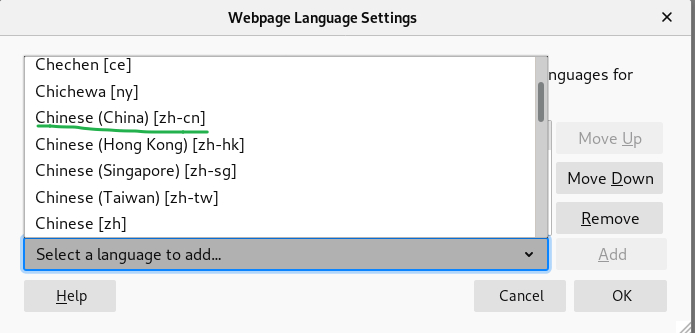 Webpage Language Settings
nguages for
Chechen [ce]
Chichewa [ny]
Chinese (China) [zh-cn]
Chinese (Hong Kong) [zh-hk]
Chinese (Singapore) [zh-sg]
Chinese (Taiwan) [zh-tw]
Chinese [zh]
Select a language to add...
Move Up
Move Down
Remove
Add
Help
Cancel
OK